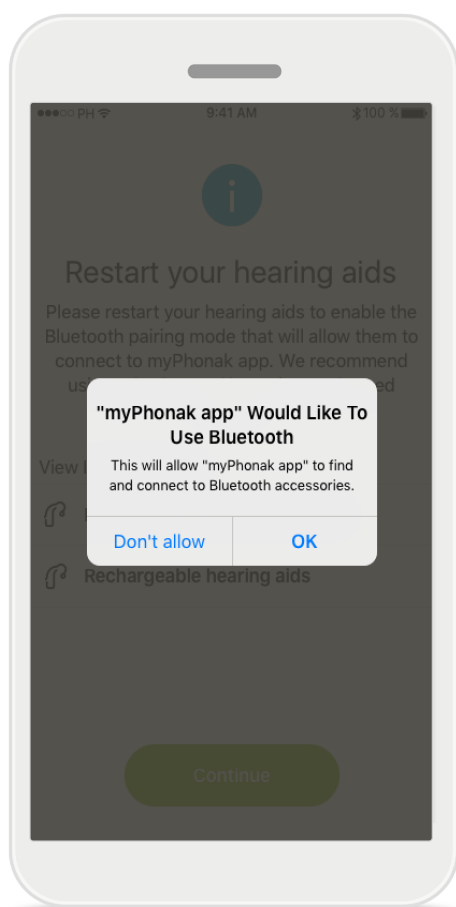 PH
9:41 AM
100 %
i
Restart your hearing aids
Please restart your hearing aids to enable the
Bluetooth pairing mode that will allow them to
connect to myPhonak app. We recommend
"myPhonak app" Would Like To
Use Bluetooth
This will allow "myPhonak app" to find
and connect to Bluetooth accessories.
View
Don't allow
OK
Rechargeable hearing aids
Continue